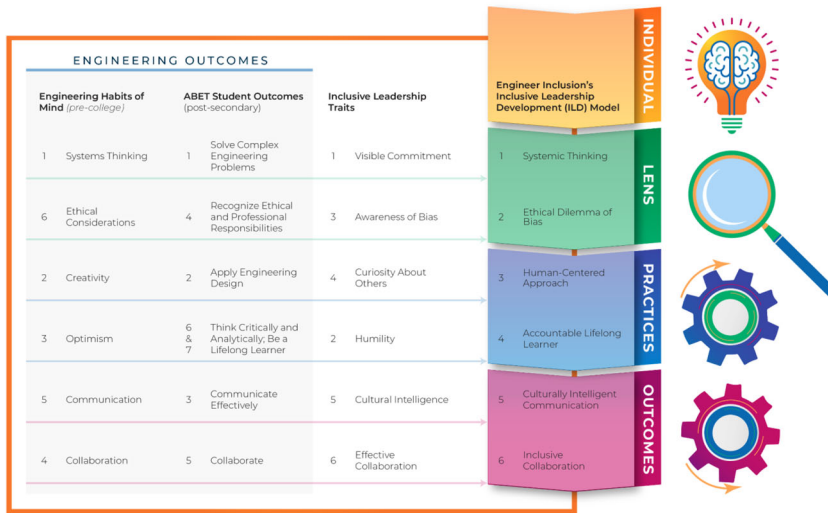 ENGINEERING OUTCOMES
Engineering Habits of
Mind (pre-college)
ABET Student Outcomes
(post-secondary)
Inclusive Leadership
Traits
Engineer Inclusion’s
Inclusive Leadership
Development (ILD) Model
INDIVIDUAL
1 Systems Thinking
1 Solve Complex
Engineering
Problems
1 Visible Commitment
1 Systemic Thinking
LENS
6 Ethical
Considerations
4 Recognize Ethical
and Professional
Responsibilities
3 Awareness of Bias
2 Ethical Dilemma of
Bias
2 Creativity
2 Apply Engineering
Design
4 Curiosity About
Others
3 Human-Centered
Approach
PRACTICES
3 Optimism
6
&
7
Think Critically and
Analytically; Be a
Lifelong Learner
2 Humility
4 Accountable Lifelong
Learner
5 Communication
3 Communicate
Effectively
5 Cultural Intelligence
5 Culturally Intelligent
Communication
OUTCOMES
4 Collaboration
5 Collaborate
6 Effective
Collaboration
6 Inclusive
Collaboration